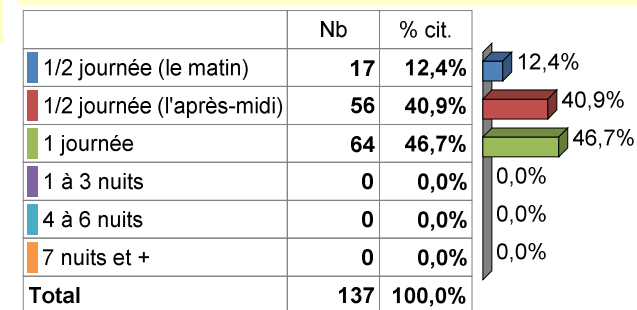 Nb % cit.
1/2 journée (le matin) 17 12,4% 12,4%
1/2 journée (l'après-midi) 56 40,9% 40,9%
1 journée 64 46,7% 46,7%
1 à 3 nuits 0 0,0% 0,0%
4 à 6 nuits 0 0,0% 0,0%
7 nuits et + 0 0,0% 0,0%
Total 137 100,0%